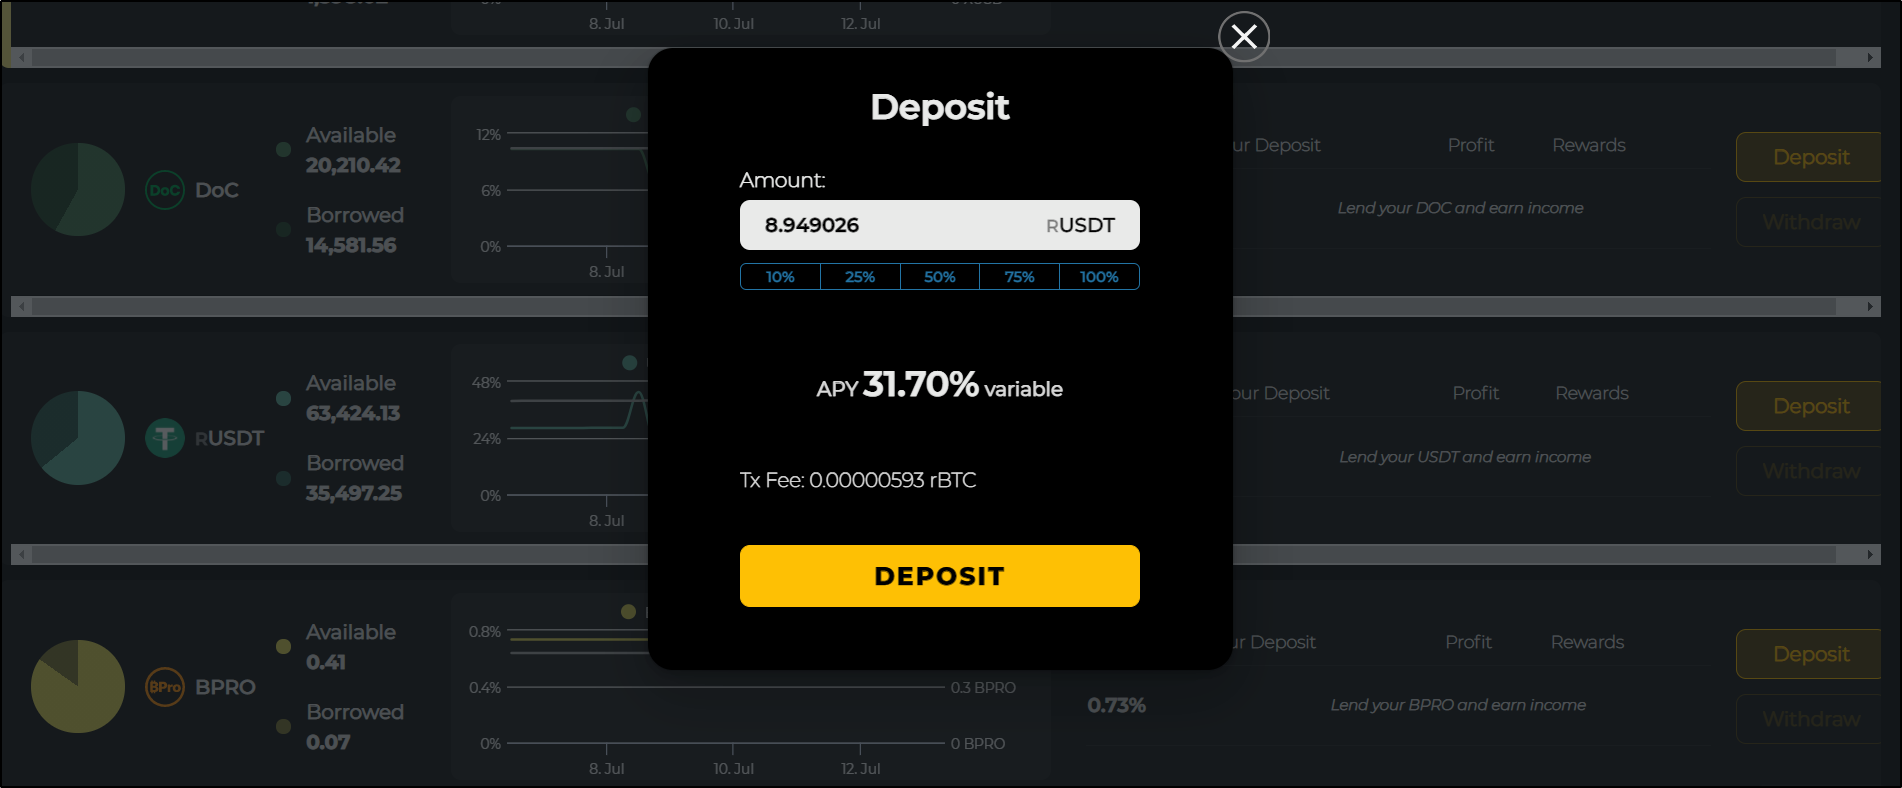 0%
8. Jul
10. Jul
12. Jul
Deposit
Amount:
8.949026
RUSDT
10%
25%
50%
75%
100%
APY 31.70% variable
Tx Fee: 0.00000593 rBTC
DEPOSIT
DoC
DoC
Available
20,210.42
Borrowed
14,581.56
12%
6%
0%
8. Jul
ur Deposit
Profit
Rewards
Lend your DOC and earn income
Deposit
Withdraw
RUSDT
Available
63,424.13
Borrowed
35,497.25
48%
24%
0%
8. Jul
our Deposit
Profit
Rewards
Lend your USDT and earn income
Deposit
Withdraw
BPro
BPRO
Available
0.41
Borrowed
0.07
0.8%
0.4%
0%
0.3 BPRO
0 BPRO
8. Jul
10. Jul
12. Jul
0.73%
ur Deposit
Profit
Rewards
Lend your BPRO and earn income
Deposit
Withdraw